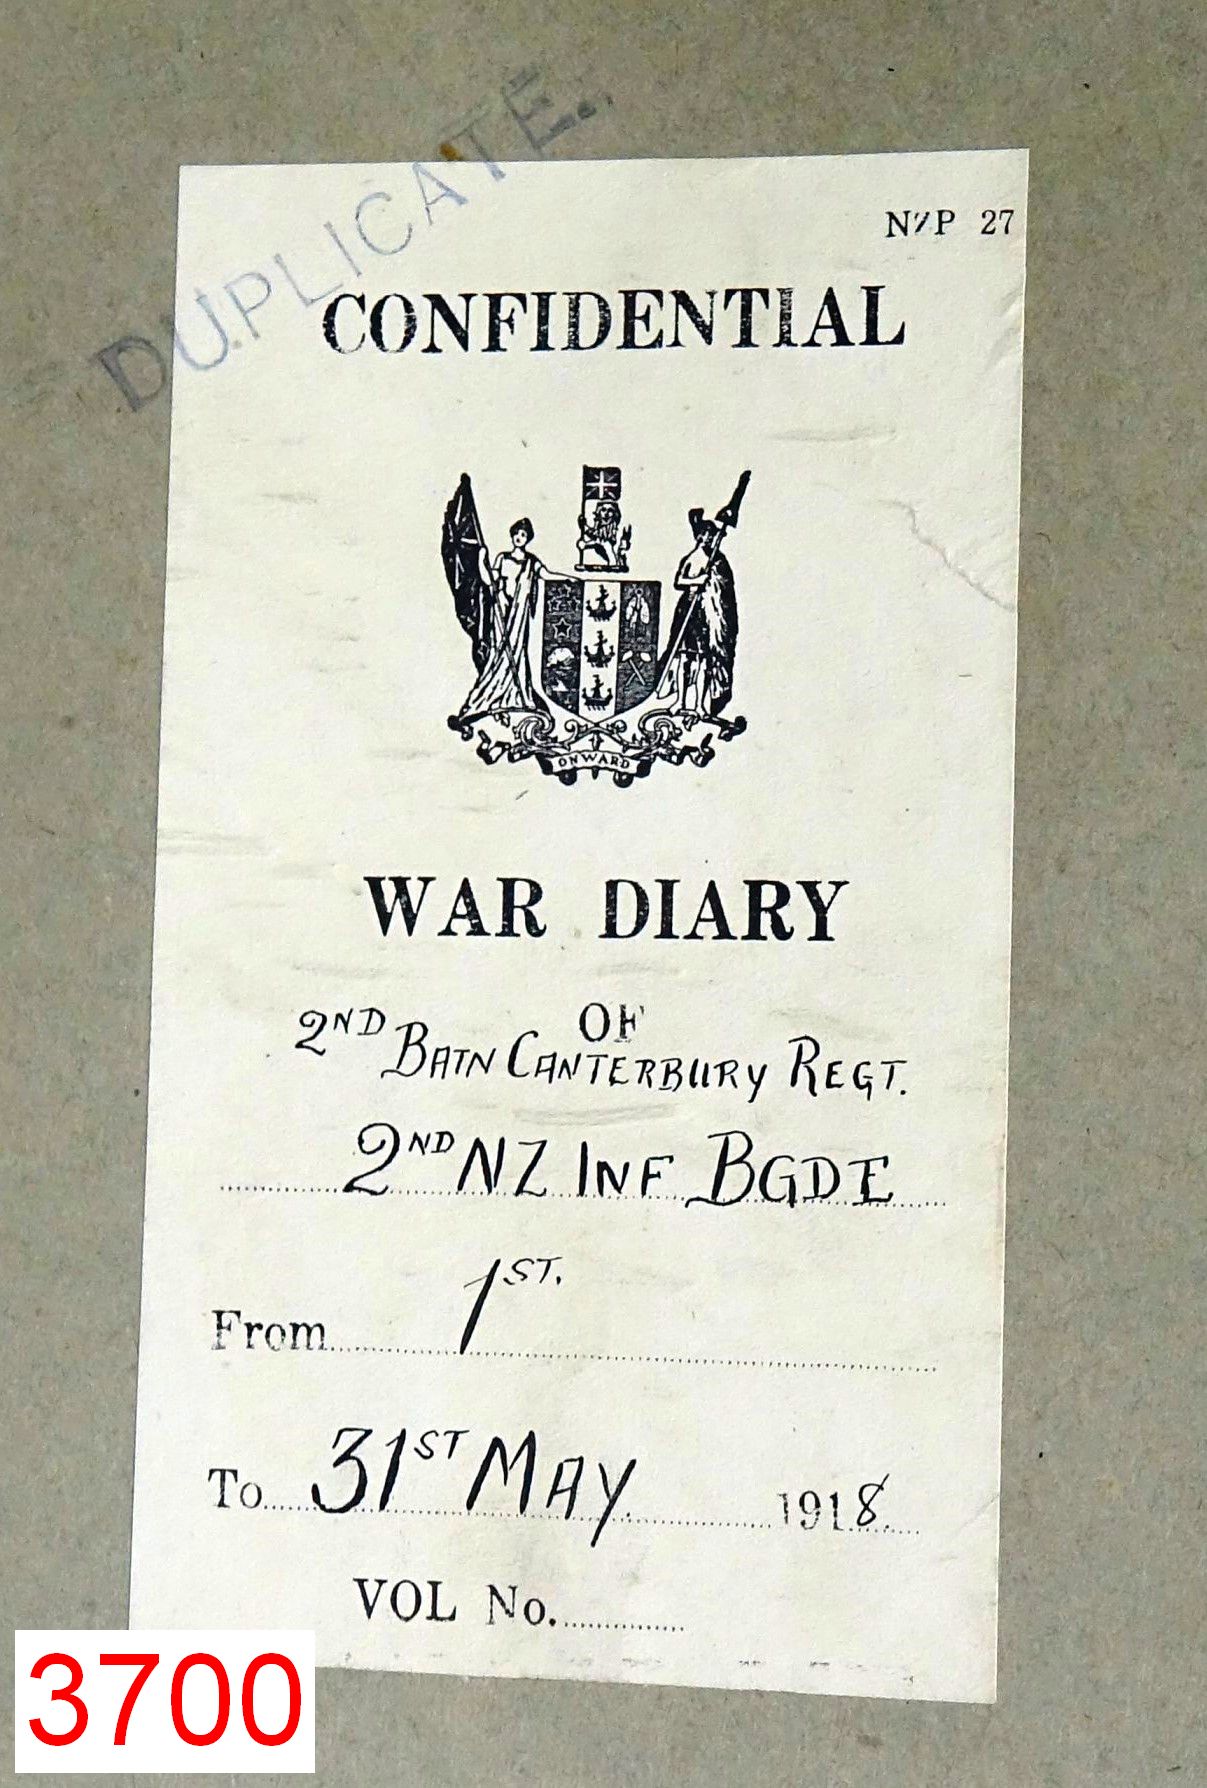 DUPLICATE.
NZP 27
CONFIDENTIAL
ONWARD
WAR DIARY
OF
2ND BATN CANTERBURY REGT.
2ND NZ INF BGDE
From 1ST.
To 31ST MAY 1918.
VOL No.
3700